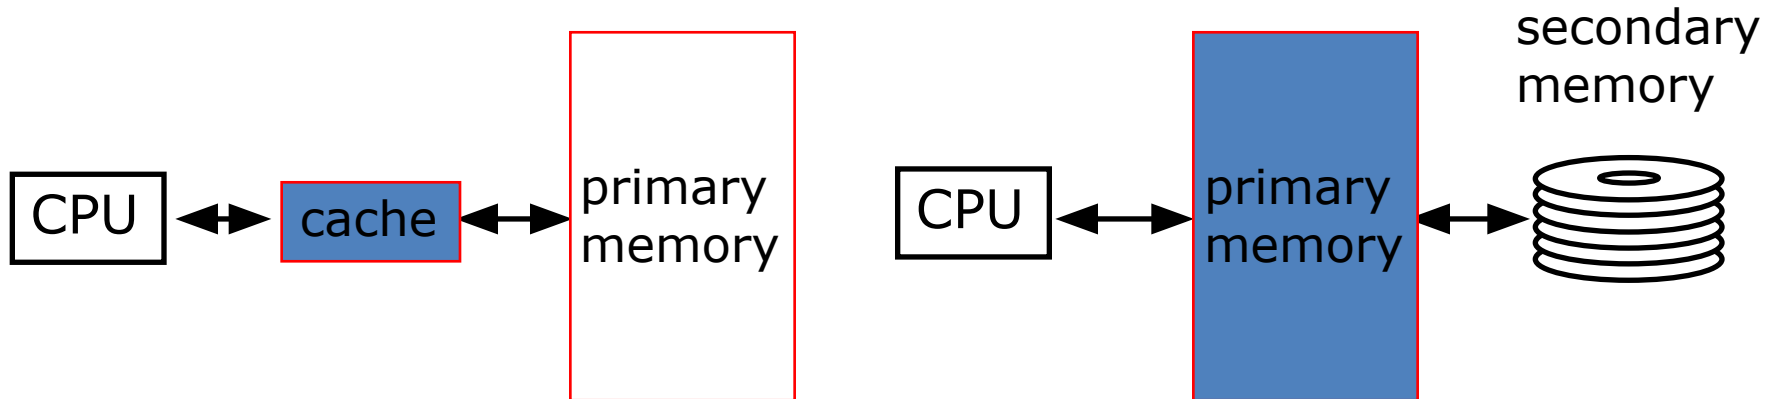 CPU
cache
primary
memory
CPU
primary
memory
secondary
memory